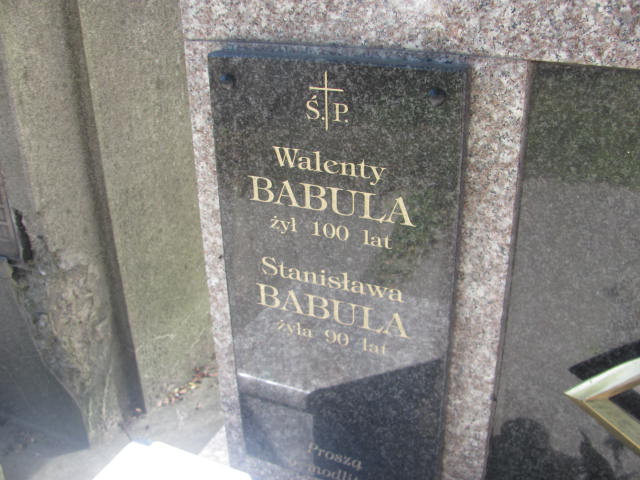 Ś. P.
Walenty
BABULA
żył 100 lat
Stanisława
BABULA
żyła 90 lat
Proszą